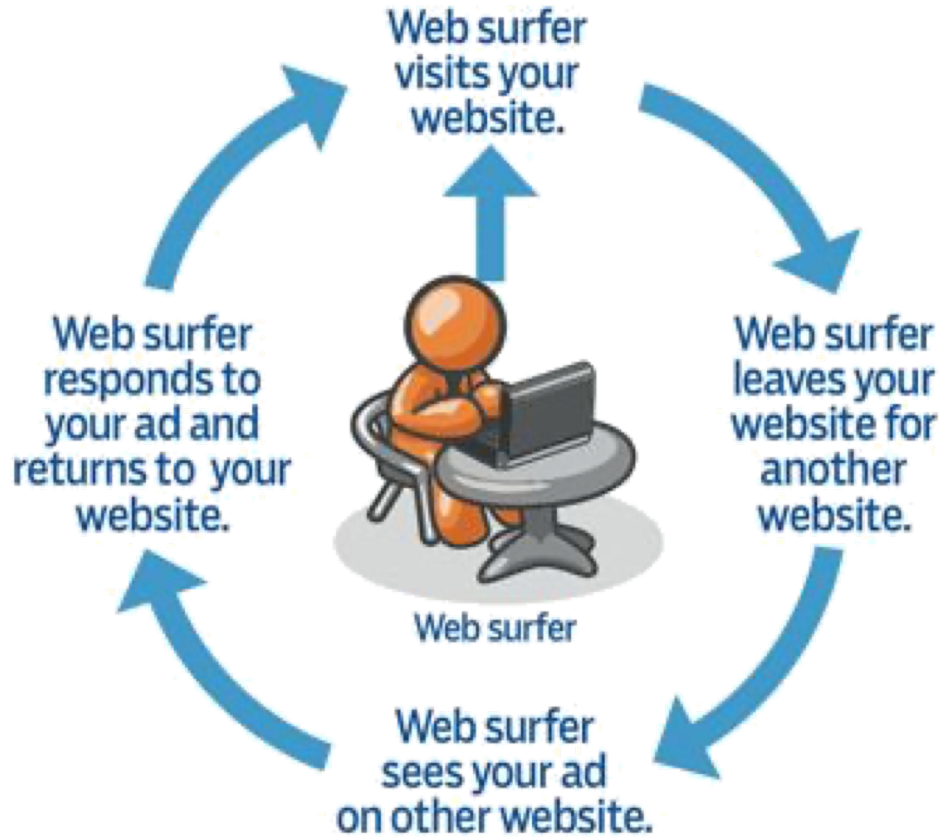 Web surfer
visits your
website.
Web surfer
leaves your
website for
another
website.
Web surfer
sees your ad
on other website.
Web surfer
responds to
your ad and
returns to your
website.
Web surfer